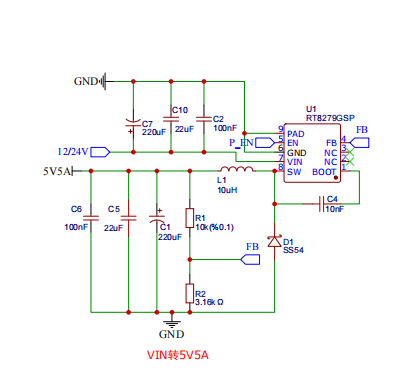 GND
U1
RT8279GSP
C7
220uF
C10
22uF
C2
100nF
P_EN
9
PAD
5
EN
6
GND
7
VIN
8
SW
FB
4
FB
3
NC
2
NC
1
BOOT
12/24V
5V5A
L1
10uH
C4
10nF
C6
100nF
C5
22uF
C1
220uF
R1
10k(%0.1)
D1
SS54
FB
R2
3.16kΩ
GND
VIN转5V5A